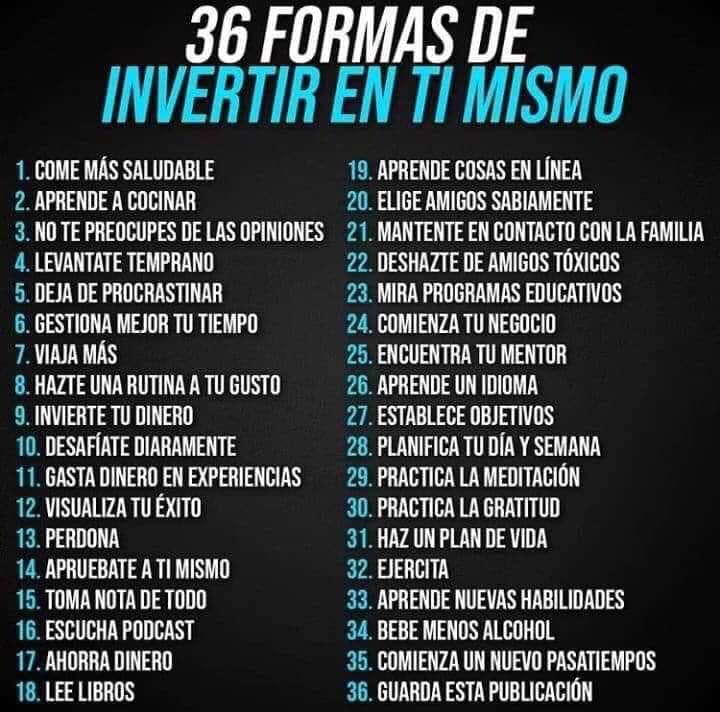 36 FORMAS DE
INVERTIR EN TI MISMO
1. COME MÁS SALUDABLE
2. APRENDE A COCINAR
3. NO TE PREOCUPES DE LAS OPINIONES
4. LEVANTATE TEMPRANO
5. DEJA DE PROCRASTINAR
6. GESTIONA MEJOR TU TIEMPO
7. VIAJA MÁS
8. HAZTE UNA RUTINA A TU GUSTO
9. INVIERTE TU DINERO
10. DESAFÍATE DIARAMENTE
11. GASTA DINERO EN EXPERIENCIAS
12. VISUALIZA TU ÉXITO
13. PERDONA
14. APRUEBATE A TI MISMO
15. TOMA NOTA DE TODO
16. ESCUCHA PODCAST
17. AHORRA DINERO
18. LEE LIBROS
19. APRENDE COSAS EN LÍNEA
20. ELIGE AMIGOS SABIAMENTE
21. MANTENTE EN CONTACTO CON LA FAMILIA
22. DESHAZTE DE AMIGOS TÓXICOS
23. MIRA PROGRAMAS EDUCATIVOS
24. COMIENZA TU NEGOCIO
25. ENCUENTRA TU MENTOR
26. APRENDE UN IDIOMA
27. ESTABLECE OBJETIVOS
28. PLANIFICA TU DÍA Y SEMANA
29. PRACTICA LA MEDITACIÓN
30. PRACTICA LA GRATITUD
31. HAZ UN PLAN DE VIDA
32. EJERCITA
33. APRENDE NUEVAS HABILIDADES
34. BEBE MENOS ALCOHOL
35. COMIENZA UN NUEVO PASATIEMPOS
36. GUARDA ESTA PUBLICACIÓN